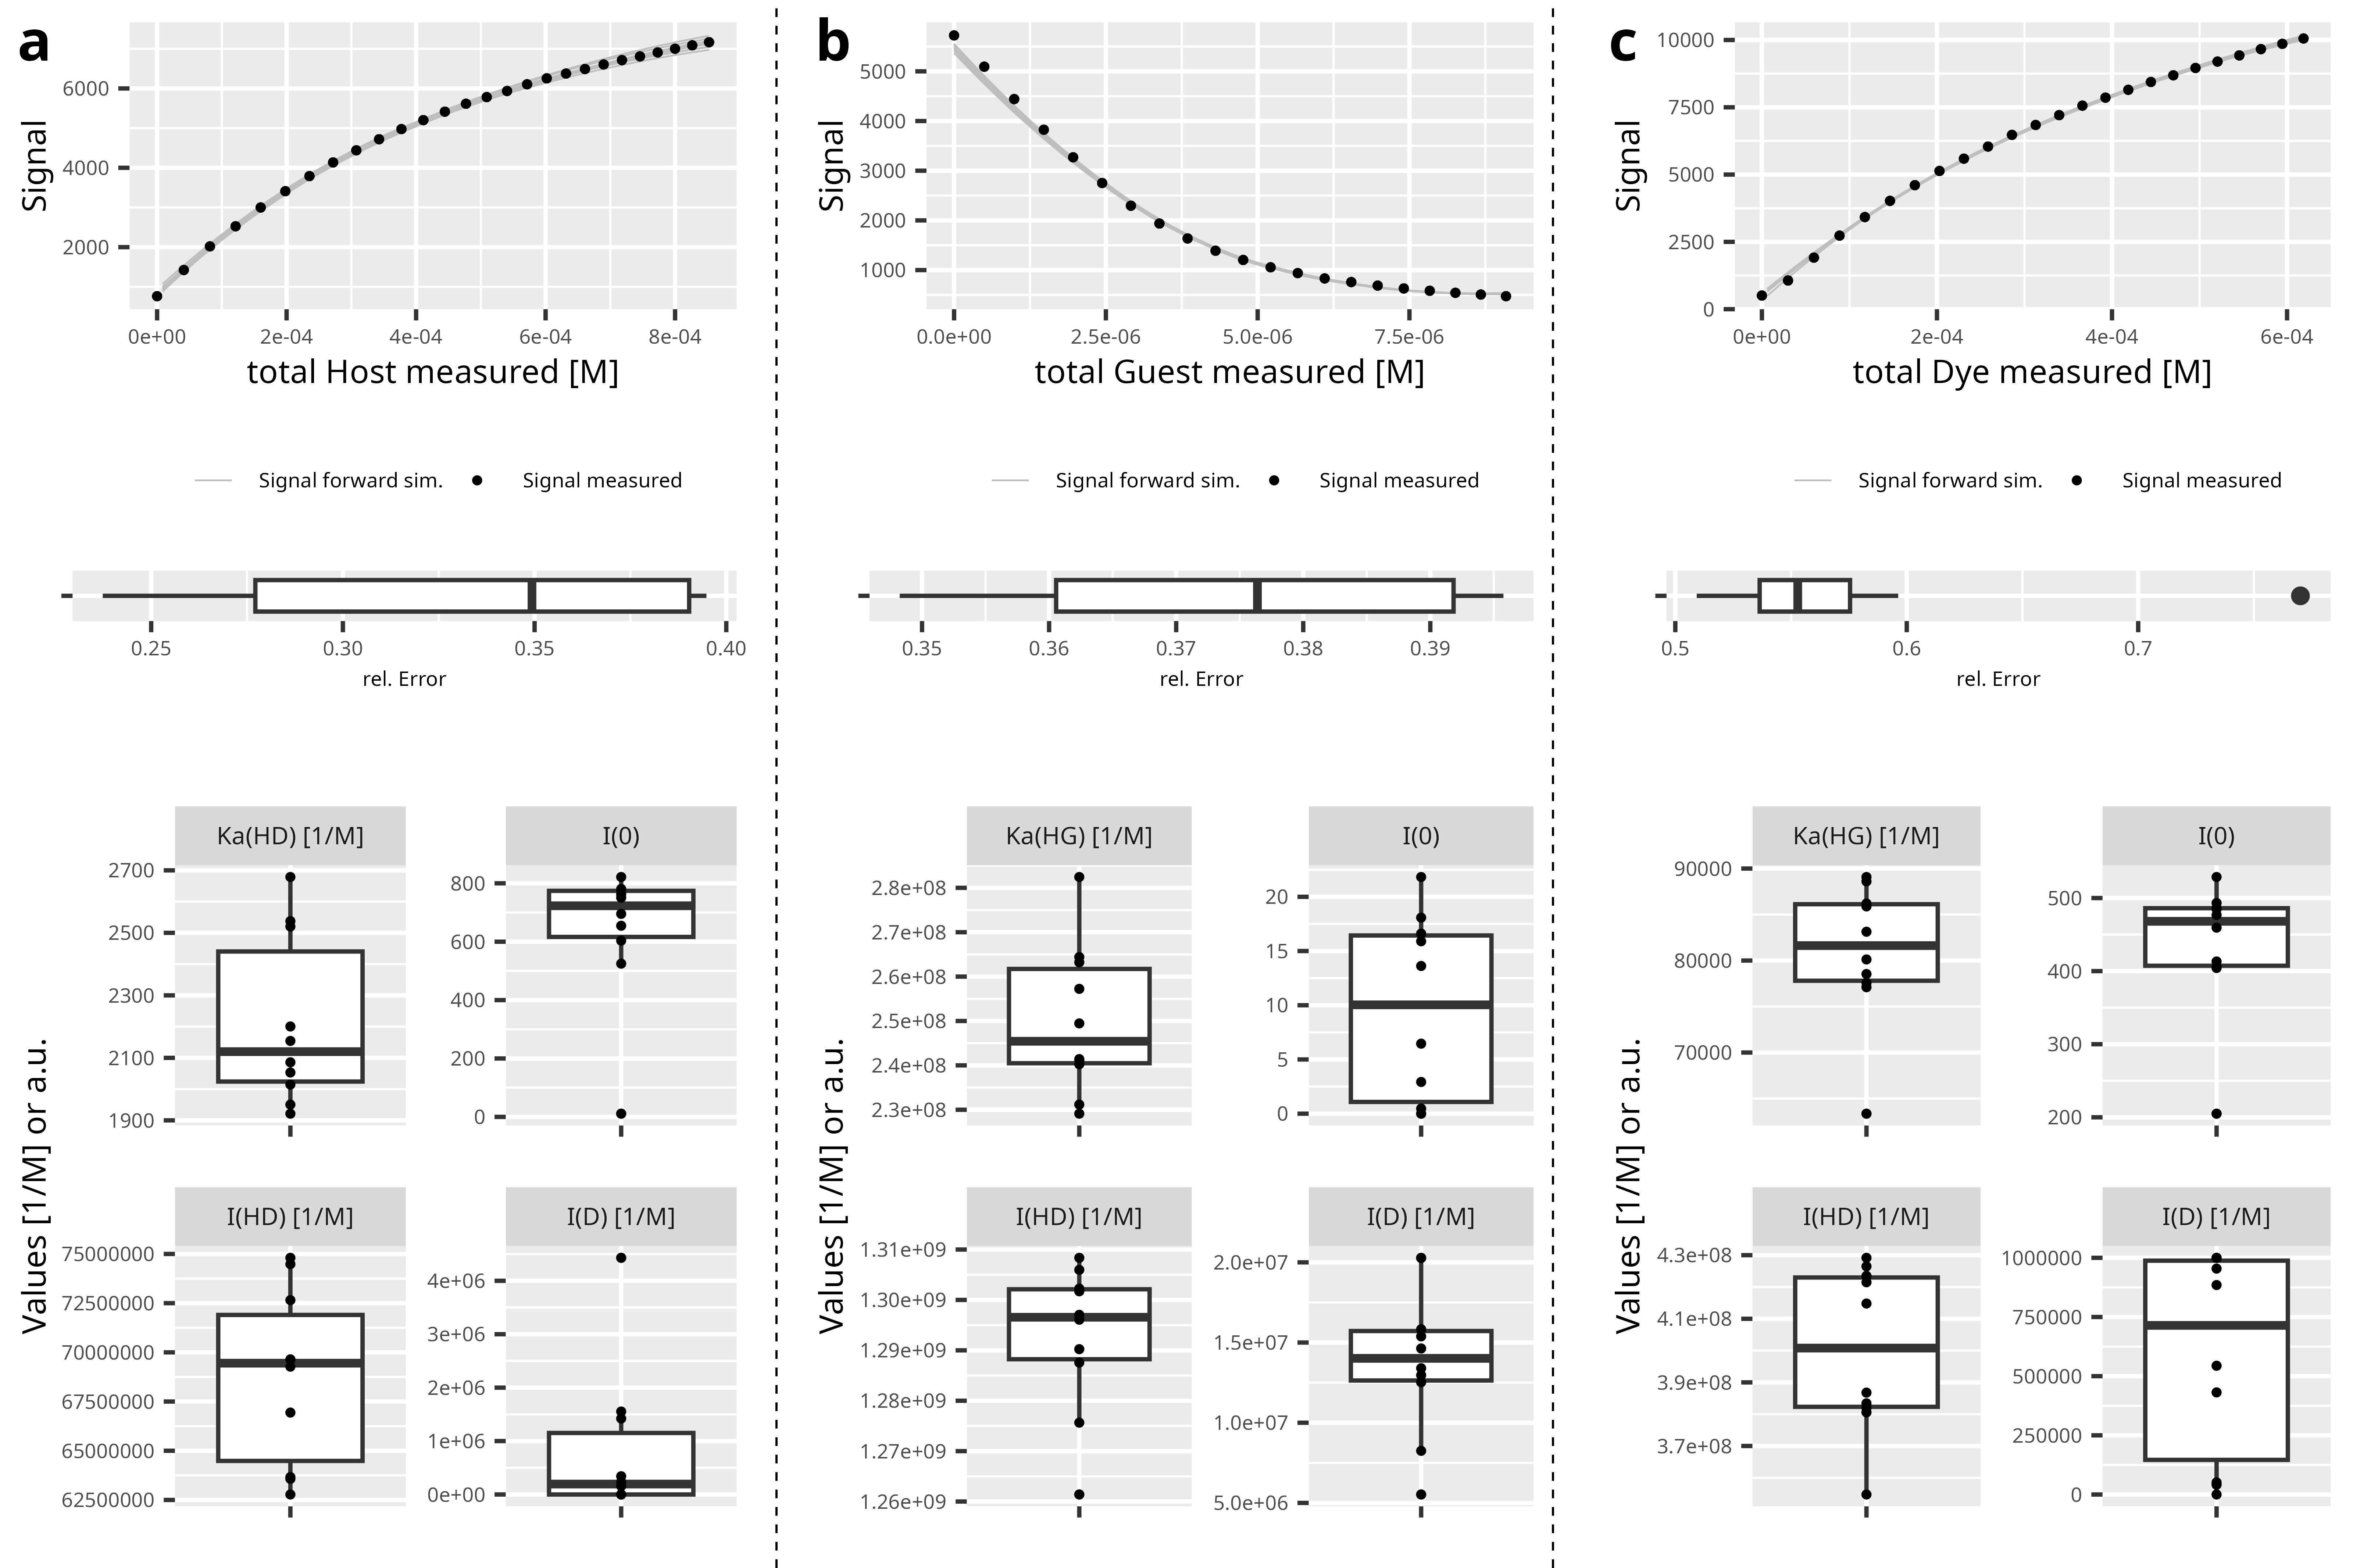 a
Signal
6000
4000
2000
0e+00 2e-04 4e-04 6e-04 8e-04
total Host measured [M]
Signal forward sim. Signal measured
0.25 0.30 0.35 0.40
rel. Error
Values [1/M] or a.u.
Ka(HD) [1/M]
2700
2500
2300
2100
1900
I(0)
800
600
400
200
0
I(HD) [1/M]
75000000
72500000
70000000
67500000
65000000
62500000
I(D) [1/M]
4e+06
3e+06
2e+06
1e+06
0e+00
b
Signal
5000
4000
3000
2000
1000
0.0e+00 2.5e-06 5.0e-06 7.5e-06
total Guest measured [M]
Signal forward sim. Signal measured
0.35 0.36 0.37 0.38 0.39
rel. Error
Values [1/M] or a.u.
Ka(HG) [1/M]
2.8e+08
2.7e+08
2.6e+08
2.5e+08
2.4e+08
2.3e+08
I(0)
20
15
10
5
0
I(HD) [1/M]
1.31e+09
1.30e+09
1.29e+09
1.28e+09
1.27e+09
1.26e+09
I(D) [1/M]
2.0e+07
1.5e+07
1.0e+07
5.0e+06
c
Signal
10000
7500
5000
2500
0
0e+00 2e-04 4e-04 6e-04
total Dye measured [M]
Signal forward sim. Signal measured
0.5 0.6 0.7
rel. Error
Values [1/M] or a.u.
Ka(HG) [1/M]
90000
80000
70000
I(0)
500
400
300
200
I(HD) [1/M]
4.3e+08
4.1e+08
3.9e+08
3.7e+08
I(D) [1/M]
1000000
750000
500000
250000
0